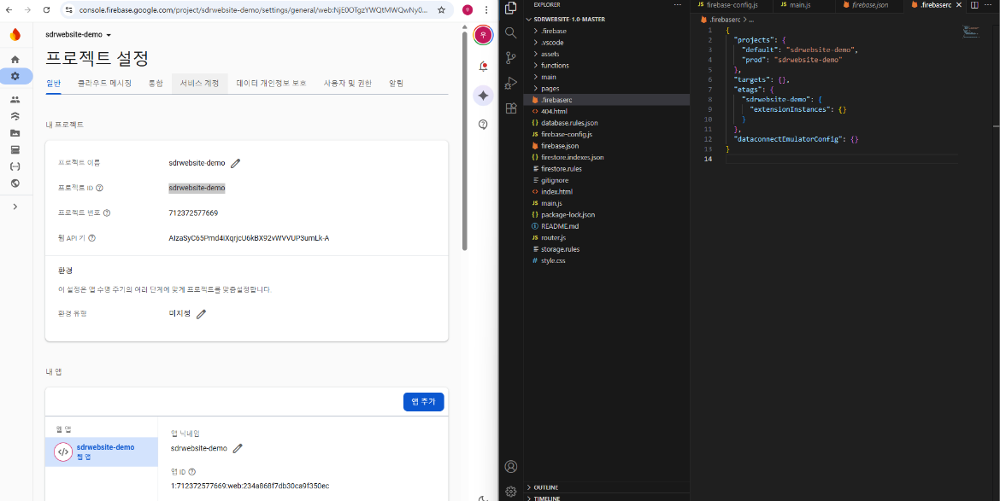 console.firebase.google.com/project/sdrwebsite-demo/settings/general/web:NjE0OTgzYWQtMWQwNy0...
우
sdrwebsite-demo
프로젝트 설정
일반 클라우드 메시징 통합 서비스 계정 데이터 개인정보 보호 사용자 및 권한 알림
내 프로젝트
프로젝트 이름 sdrwebsite-demo
프로젝트 ID sdrwebsite-demo
프로젝트 번호 712372577669
웹 API 키 AIzaSyC65Pmd4iXqrjcU6kBX92vWVVUP3umLk-A
환경
이 설정은 앱 수명 주기의 여러 단계에 맞게 프로젝트를 맞춤설정합니다.
환경 유형 미지정
내 앱
앱 추가
웹 앱
sdrwebsite-demo
웹 앱
앱 닉네임
sdrwebsite-demo
앱 ID
1:712372577669:web:234a868f7db30ca9f350ec
우
EXPLORER
SDRWEBSITE-1.0-MASTER
.firebase
.vscode
assets
functions
main
pages
.firebaserc
404.html
database.rules.json
firebase-config.js
firebase.json
firestore.indexes.json
firestore.rules
gitignore
index.html
main.js
package-lock.json
README.md
router.js
storage.rules
style.css
OUTLINE
TIMELINE
firebase-config.js
main.js
firebase.json
.firebaserc
.firebaserc > ...
1 {
2 "projects": {
3 "default": "sdrwebsite-demo",
4 "prod": "sdrwebsite-demo"
5 },
6 "targets": {},
7 "etags": {
8 "sdrwebsite-demo": {
9 "extensionInstances": {}
10 }
11 },
12 "dataconnectEmulatorConfig": {}
13 }
14